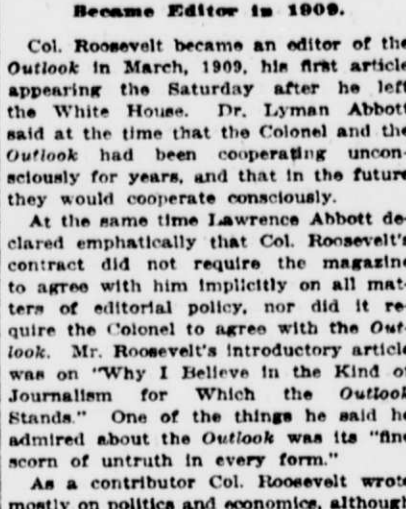 Became Editor in 1909.
Col. Roosevelt became an editor of the
Outlook in March, 1909, his first article
appearing the Saturday after he left
the White House. Dr. Lyman Abbott
said at the time that the Colonel and the
Outlook had been cooperating uncon-
sciously for years, and that in the future
they would cooperate consciously.
At the same time Lawrence Abbott de-
clared emphatically that Col. Roosevelt's
contract did not require the magazine
to agree with him implicitly on all mat-
ters of editorial policy, nor did it re-
quire the Colonel to agree with the Out-
look. Mr. Roosevelt's introductory article
was on "Why I Believe in the Kind of
Journalism for Which the Outlook
Stands." One of the things he said he
admired about the Outlook was its "fine
scorn of untruth in every form."
As a contributor Col. Roosevelt wrote
mostly on politics and economics, although